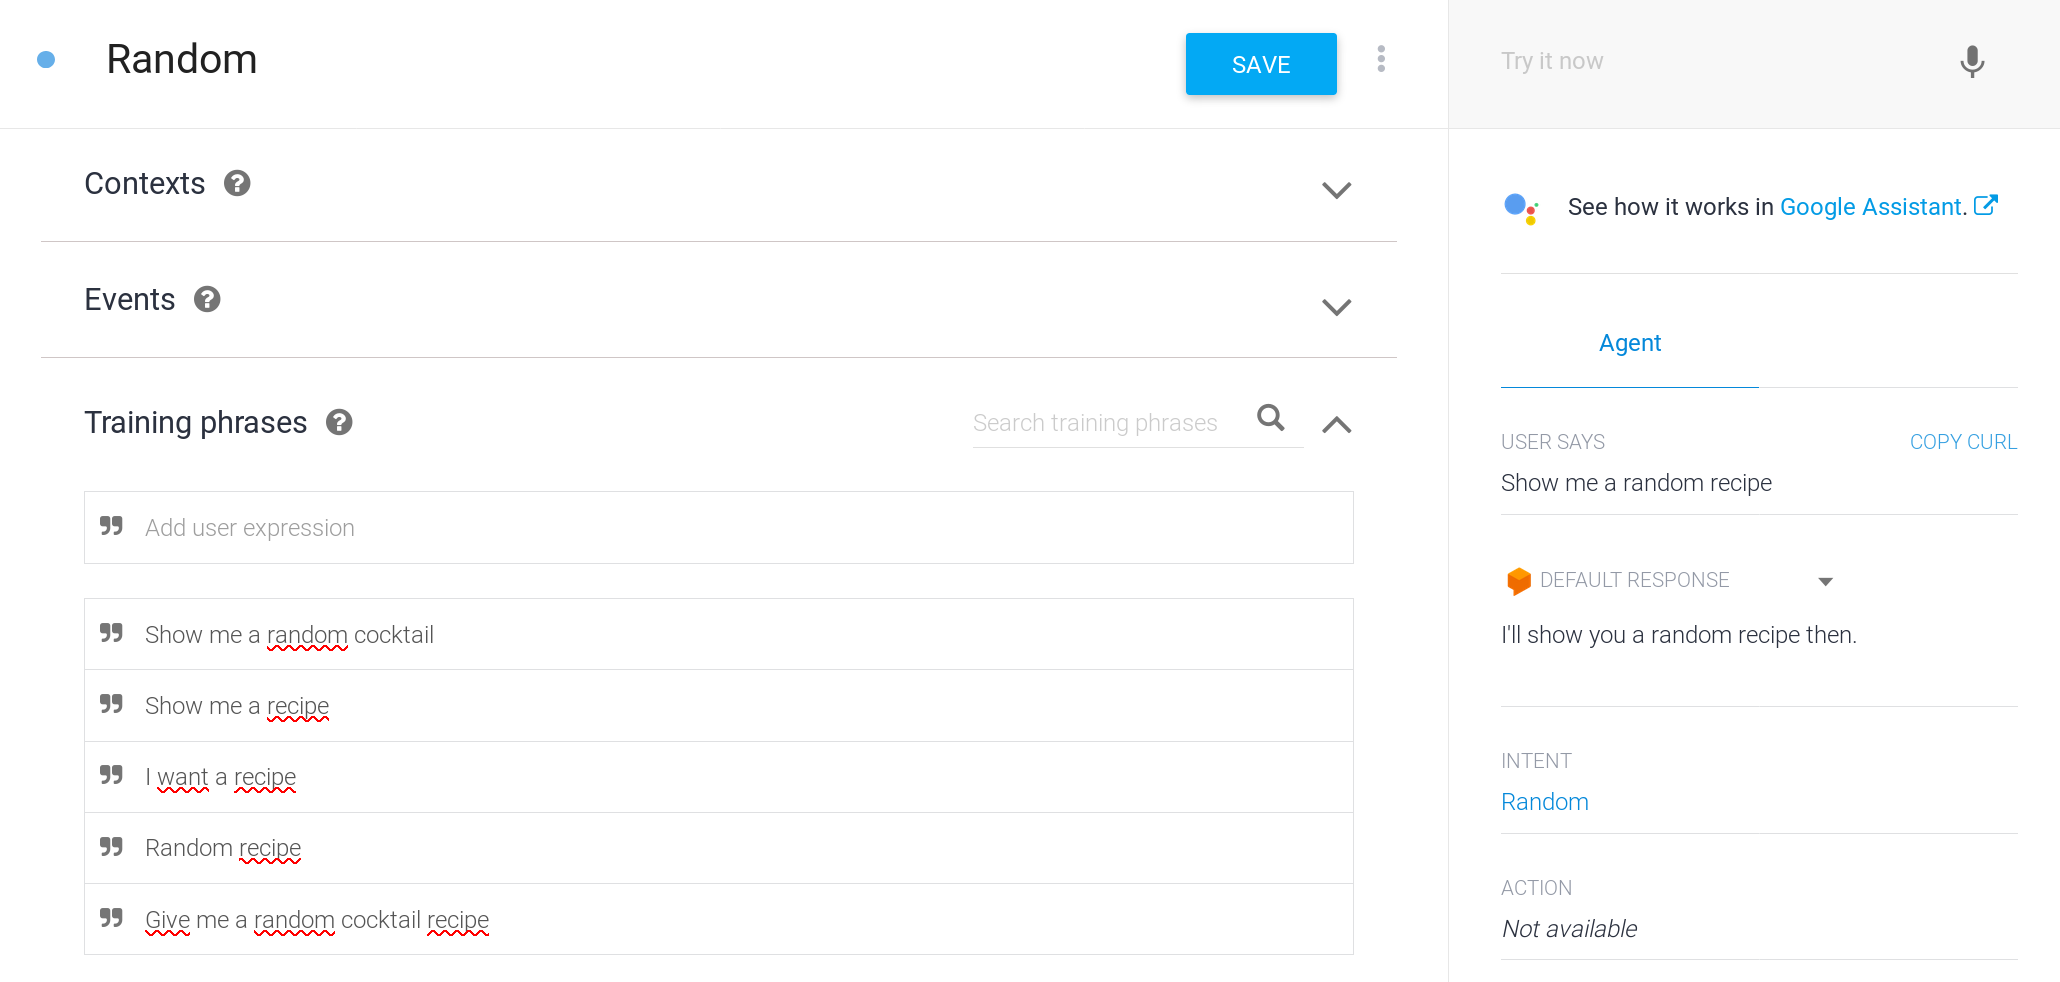 Random
SAVE
Try it now
Contexts
See how it works in Google Assistant.
Events
Agent
Training phrases
Search training phrases
USER SAYS
COPY CURL
Show me a random recipe
Add user expression
DEFAULT RESPONSE
I'll show you a random recipe then.
Show me a random cocktail
Show me a recipe
I want a recipe
Random recipe
Give me a random cocktail recipe
INTENT
Random
ACTION
Not available